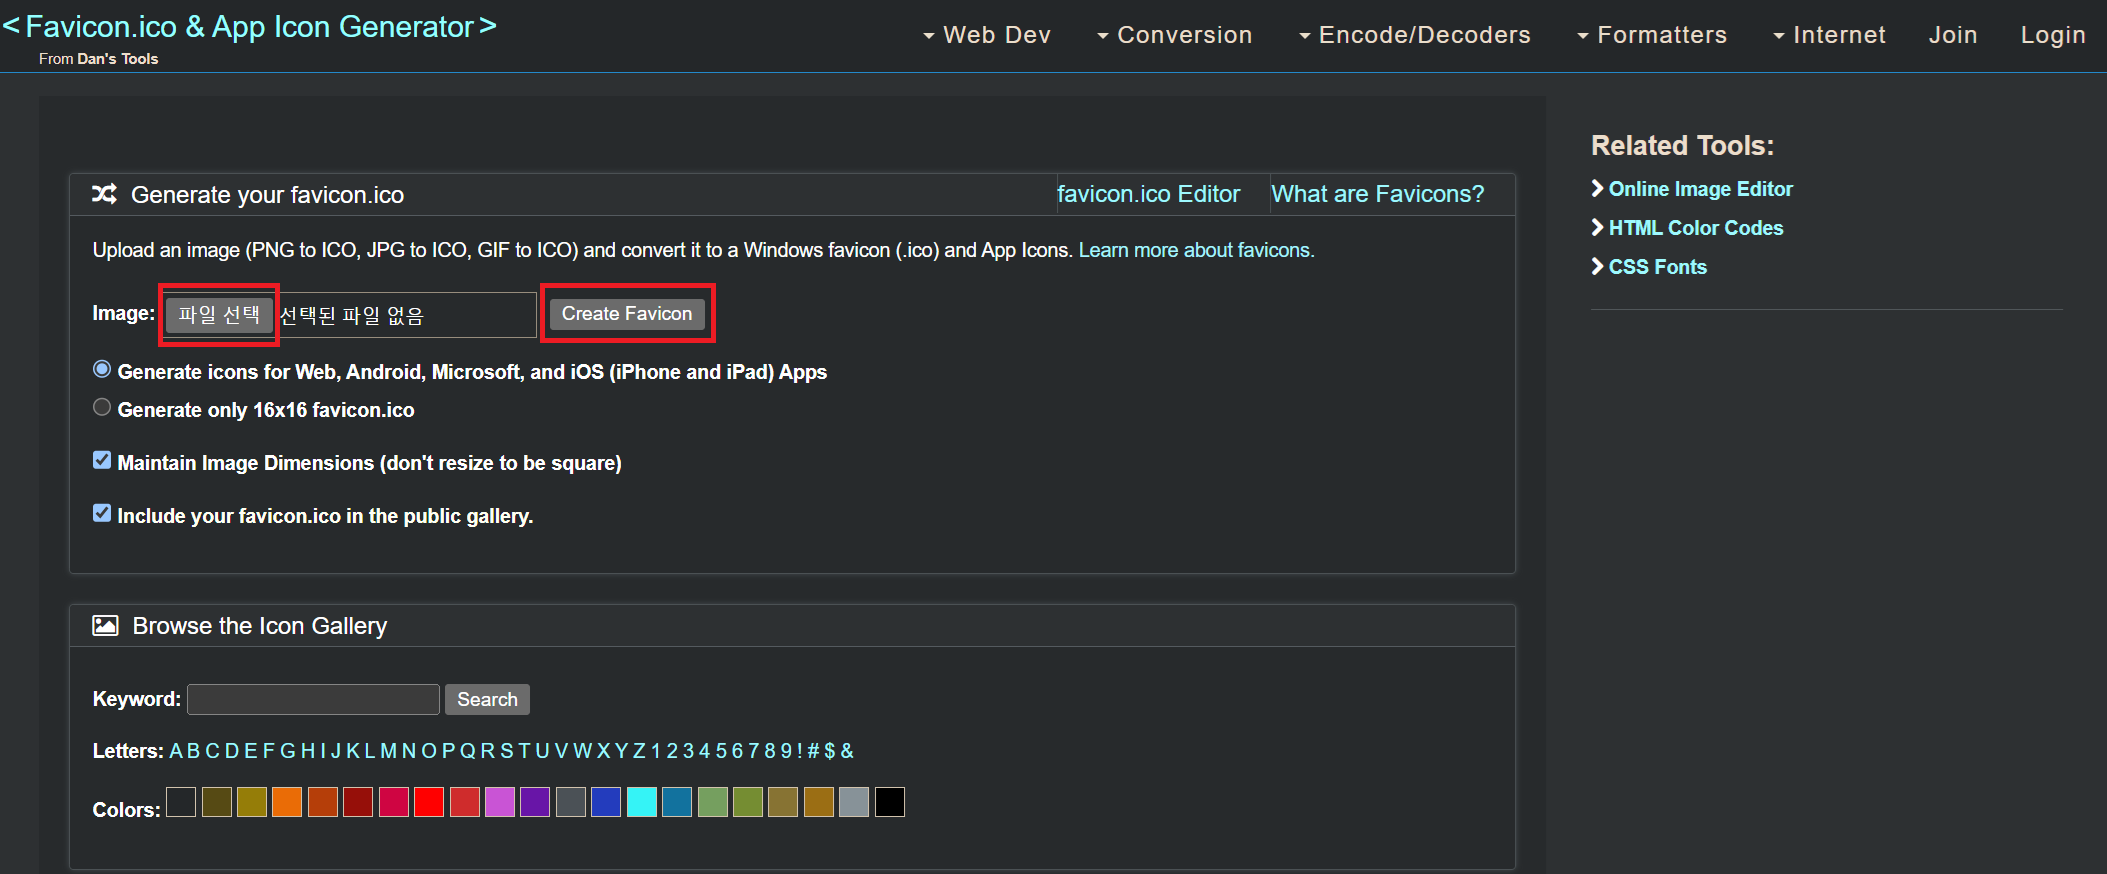 <Favicon.ico & App Icon Generator>
From Dan's Tools
Web Dev
Conversion
Encode/Decoders
Formatters
Internet
Join
Login
Generate your favicon.ico
favicon.ico Editor
What are Favicons?
Upload an image (PNG to ICO, JPG to ICO, GIF to ICO) and convert it to a Windows favicon (.ico) and App Icons. Learn more about favicons.
Image: 파일 선택 선택된 파일 없음 Create Favicon
Generate icons for Web, Android, Microsoft, and iOS (iPhone and iPad) Apps
Generate only 16x16 favicon.ico
Maintain Image Dimensions (don't resize to be square)
Include your favicon.ico in the public gallery.
Browse the Icon Gallery
Keyword: Search
Letters: A B C D E F G H I J K L M N O P Q R S T U V W X Y Z 1 2 3 4 5 6 7 8 9 ! # $ &
Colors:
Related Tools:
Online Image Editor
HTML Color Codes
CSS Fonts